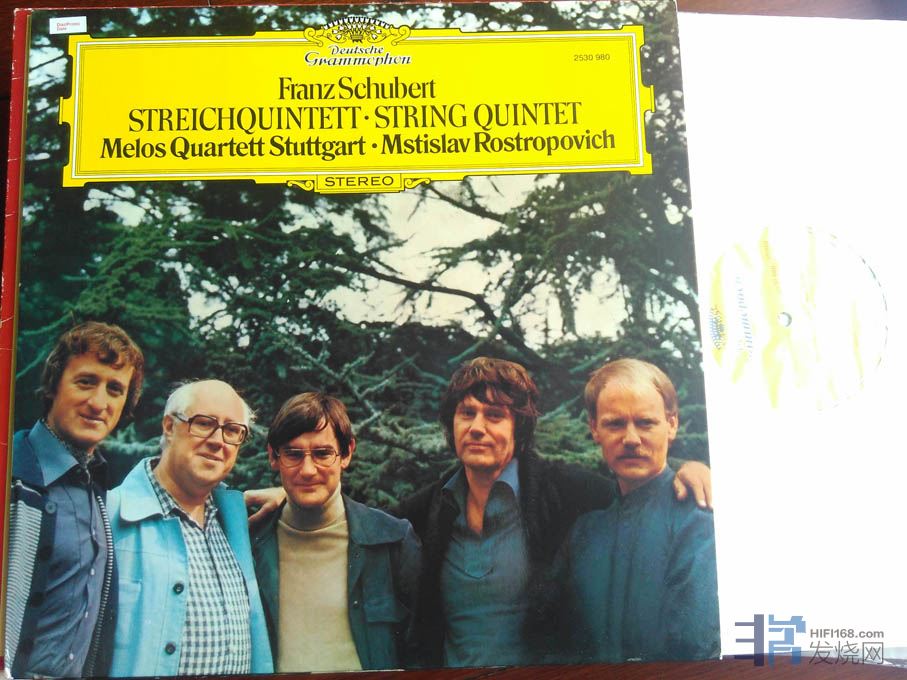 Deutsche
Grammophon
2530 980
Franz Schubert
STREICHQUINTETT · STRING QUINTET
Melos Quartett Stuttgart · Mstislav Rostropovich
STEREO
HIFI168.com
发烧网